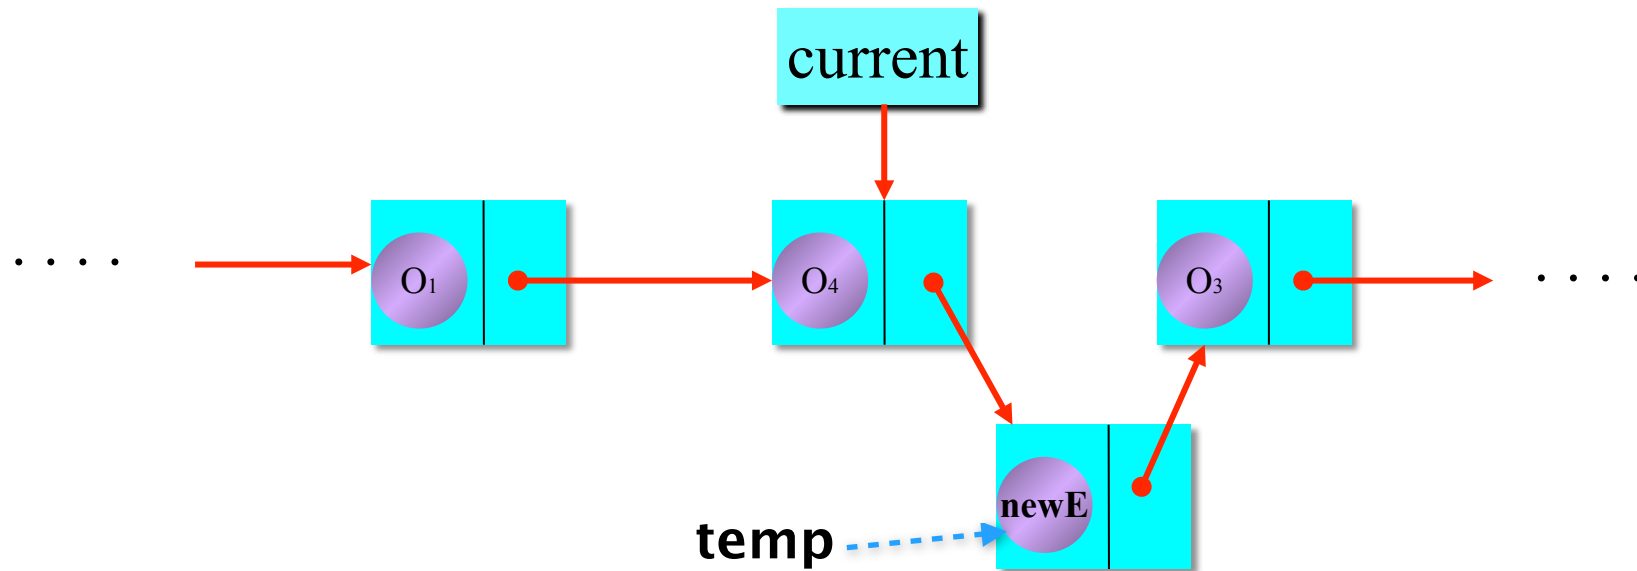 current
. . . .
O1
O4
O3
. . . .
newE
temp